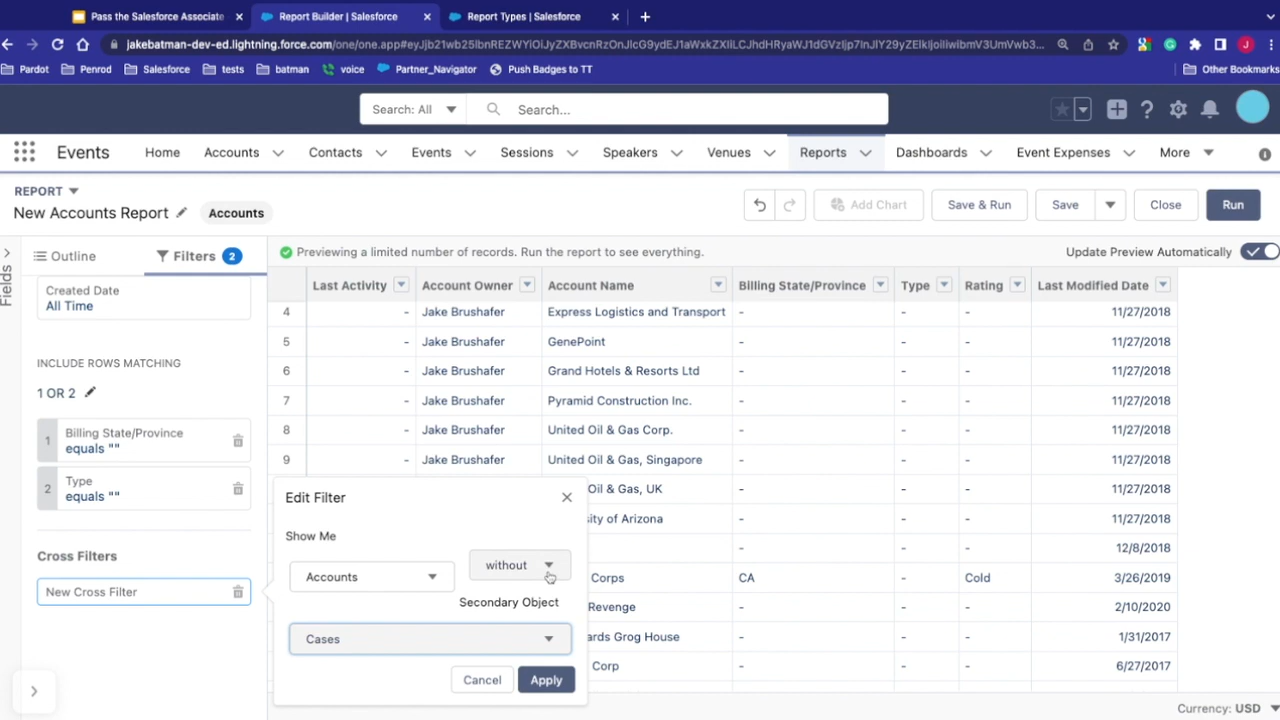 Pass the Salesforce Associate
Report Builder | Salesforce
Report Types | Salesforce
jakebatman-dev-ed.lightning.force.com
Pardot
Penrod
Salesforce
tests
batman
voice
Partner_Navigator
Push Badges to TT
Other Bookmarks
Search: All
Search...
Events
Home
Accounts
Contacts
Events
Sessions
Speakers
Venues
Reports
Dashboards
Event Expenses
More
REPORT
New Accounts Report
Accounts
Add Chart
Save & Run
Save
Close
Run
Fields
Outline
Filters 2
Previewing a limited number of records. Run the report to see everything.
Update Preview Automatically
Created Date
All Time
INCLUDE ROWS MATCHING
1 OR 2
1 Billing State/Province
equals ""
2 Type
equals ""
Cross Filters
New Cross Filter
Last Activity Account Owner Account Name Billing State/Province Type Rating Last Modified Date
4 - Jake Brushafer Express Logistics and Transport - - - 11/27/2018
5 - Jake Brushafer GenePoint - - - 11/27/2018
6 - Jake Brushafer Grand Hotels & Resorts Ltd - - - 11/27/2018
7 - Jake Brushafer Pyramid Construction Inc. - - - 11/27/2018
8 - Jake Brushafer United Oil & Gas Corp. - - - 11/27/2018
9 - Jake Brushafer United Oil & Gas, Singapore - - - 11/27/2018
Oil & Gas, UK - - - 11/27/2018
sity of Arizona - - - 11/27/2018
- - - 12/8/2018
Corps CA - Cold 3/26/2019
Revenge - - - 2/10/2020
ards Grog House - - - 1/31/2017
Corp - - - 6/27/2017
Edit Filter
Show Me
Accounts
without
Secondary Object
Cases
Cancel
Apply
Currency: USD